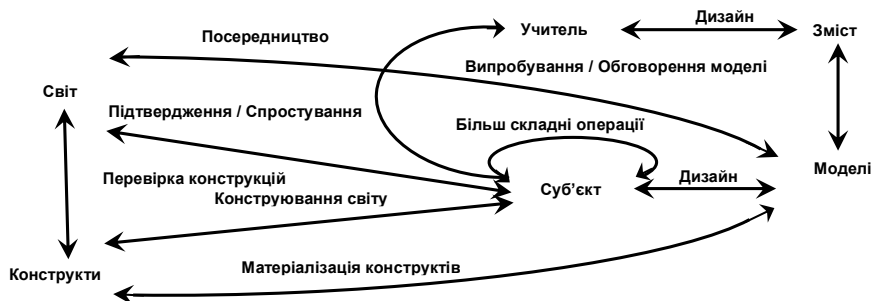 Учитель
Дизайн
Зміст
Посередництво
Випробування / Обговорення моделі
Світ
Підтвердження / Спростування
Більш складні операції
Моделі
Перевірка конструкцій
Суб’єкт
Дизайн
Конструювання світу
Конструкти
Матеріалізація конструктів